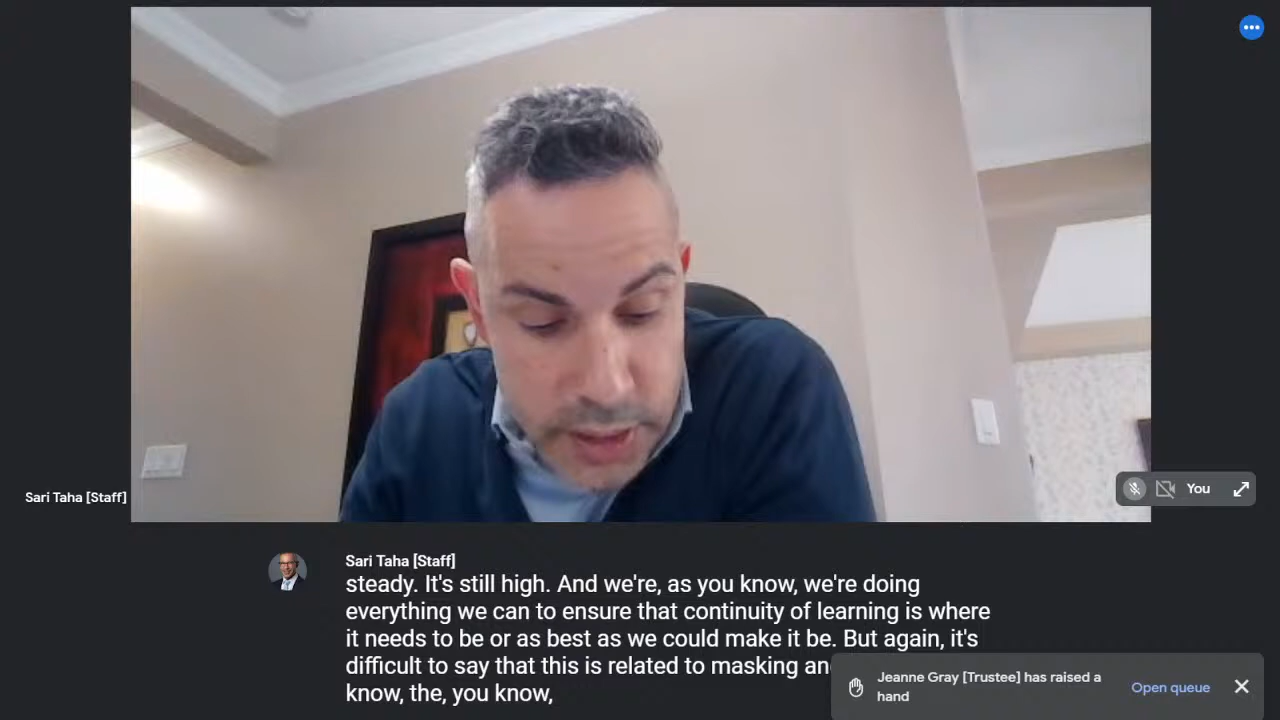 Sari Taha [Staff]
You
Sari Taha [Staff]
steady. It's still high. And we're, as you know, we're doing
everything we can to ensure that continuity of learning is where
it needs to be or as best as we could make it be. But again, it's
difficult to say that this is related to masking
know, the, you know,
Jeanne Gray [Trustee] has raised a
hand
Open queue